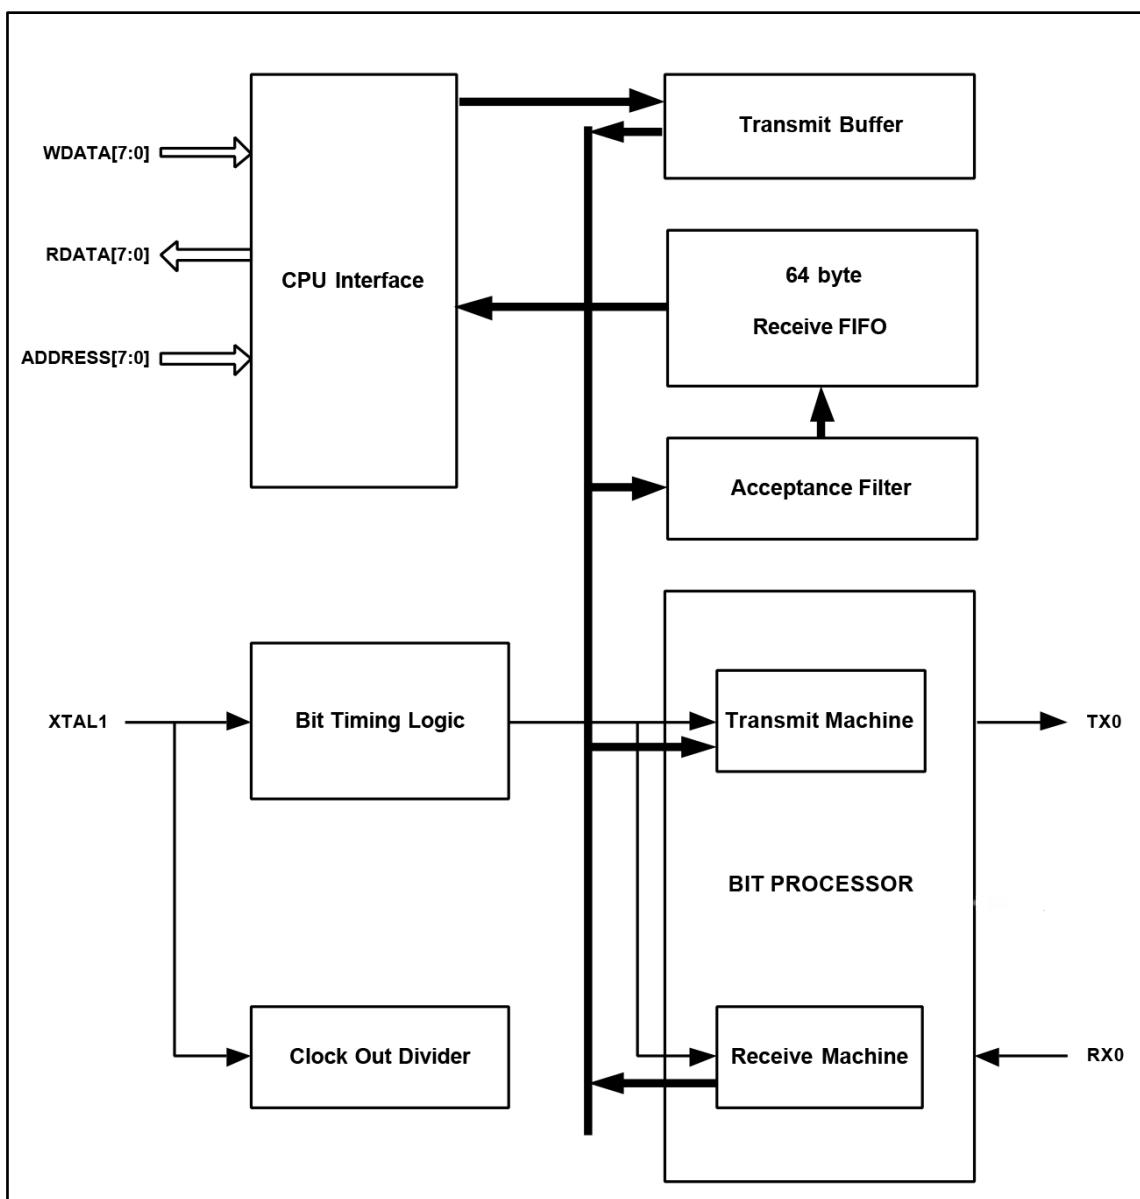 Transmit Buffer
WDATA[7:0]
RDATA[7:0]
CPU Interface
64 byte
Receive FIFO
ADDRESS[7:0]
Acceptance Filter
XTAL1
Bit Timing Logic
Transmit Machine
TX0
BIT PROCESSOR
Clock Out Divider
Receive Machine
RX0